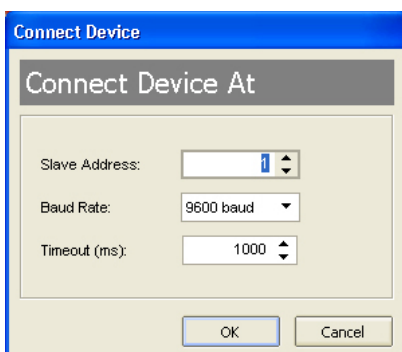 Connect Device
Connect Device At
Slave Address: 1
Baud Rate: 9600 baud
Timeout (ms): 1000
OK Cancel